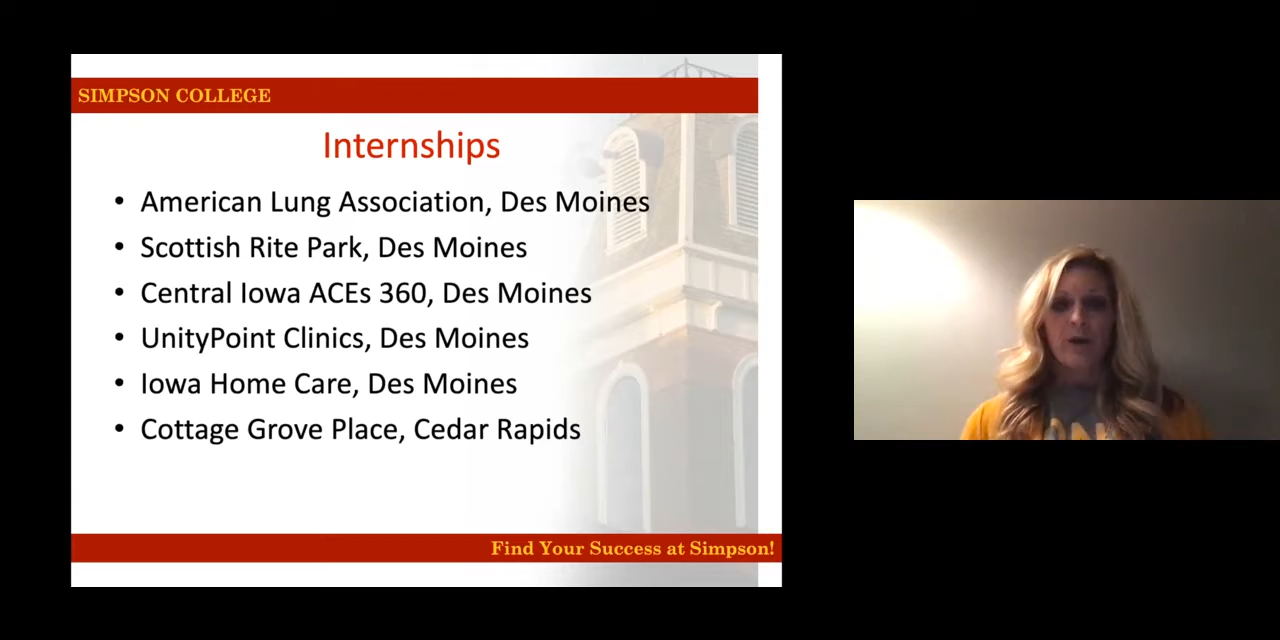 SIMPSON COLLEGE
Internships
• American Lung Association, Des Moines
• Scottish Rite Park, Des Moines
• Central Iowa ACEs 360, Des Moines
• UnityPoint Clinics, Des Moines
• Iowa Home Care, Des Moines
• Cottage Grove Place, Cedar Rapids
Find Your Success at Simpson!